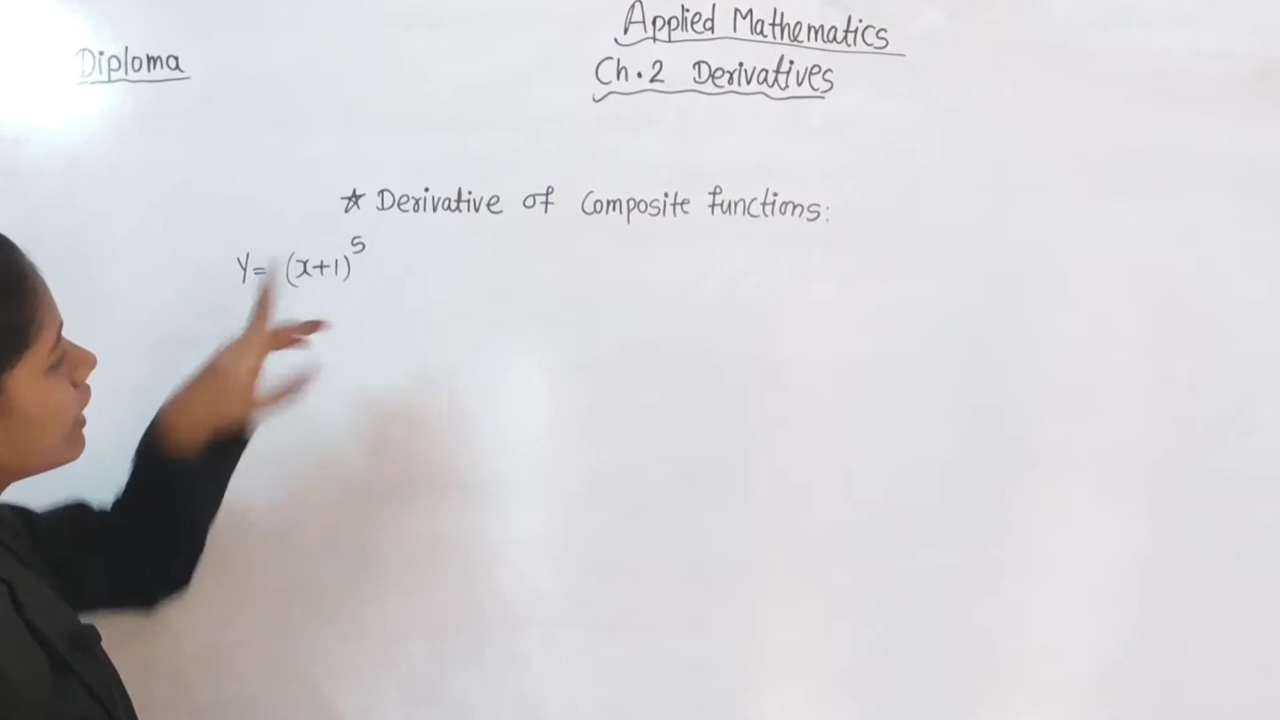 Applied Mathematics
Diploma
Ch.2 Derivatives
☆ Derivative of Composite functions:
Y= (x+1)^5